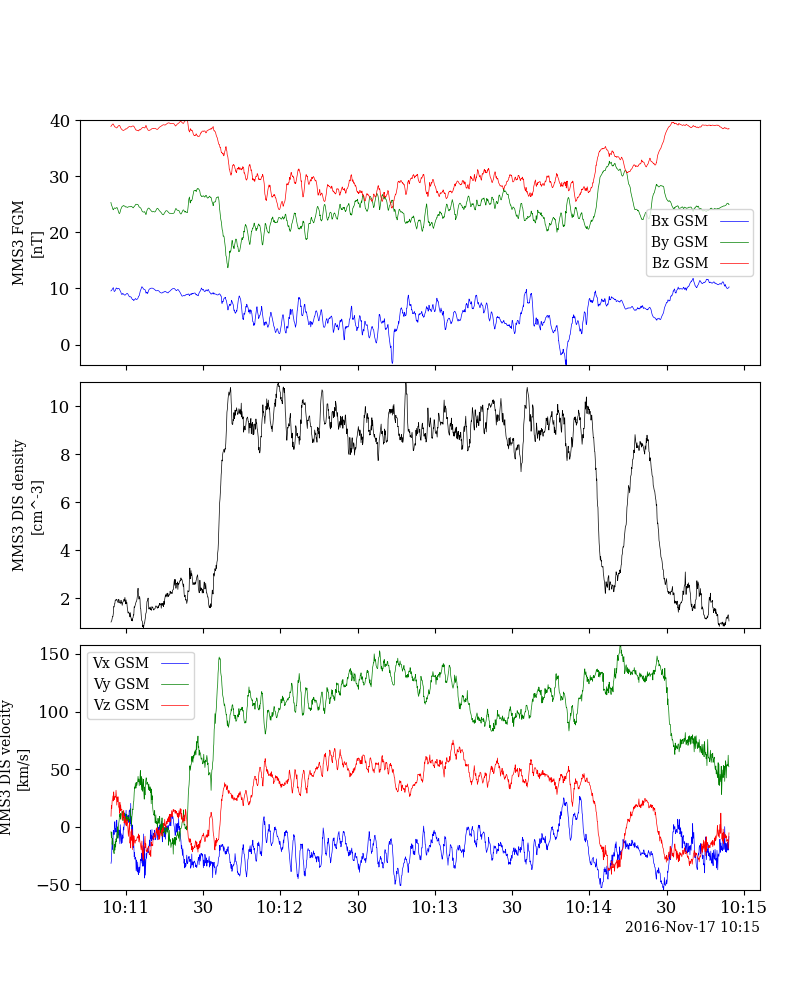 40
30
20
10
0
MMS3 FGM
[nT]
Bx GSM
By GSM
Bz GSM
10
8
6
4
2
MMS3 DIS density
[cm^-3]
150
100
50
0
−50
MMS3 DIS velocity
[km/s]
Vx GSM
Vy GSM
Vz GSM
10:11 30 10:12 30 10:13 30 10:14 30 10:15
2016-Nov-17 10:15